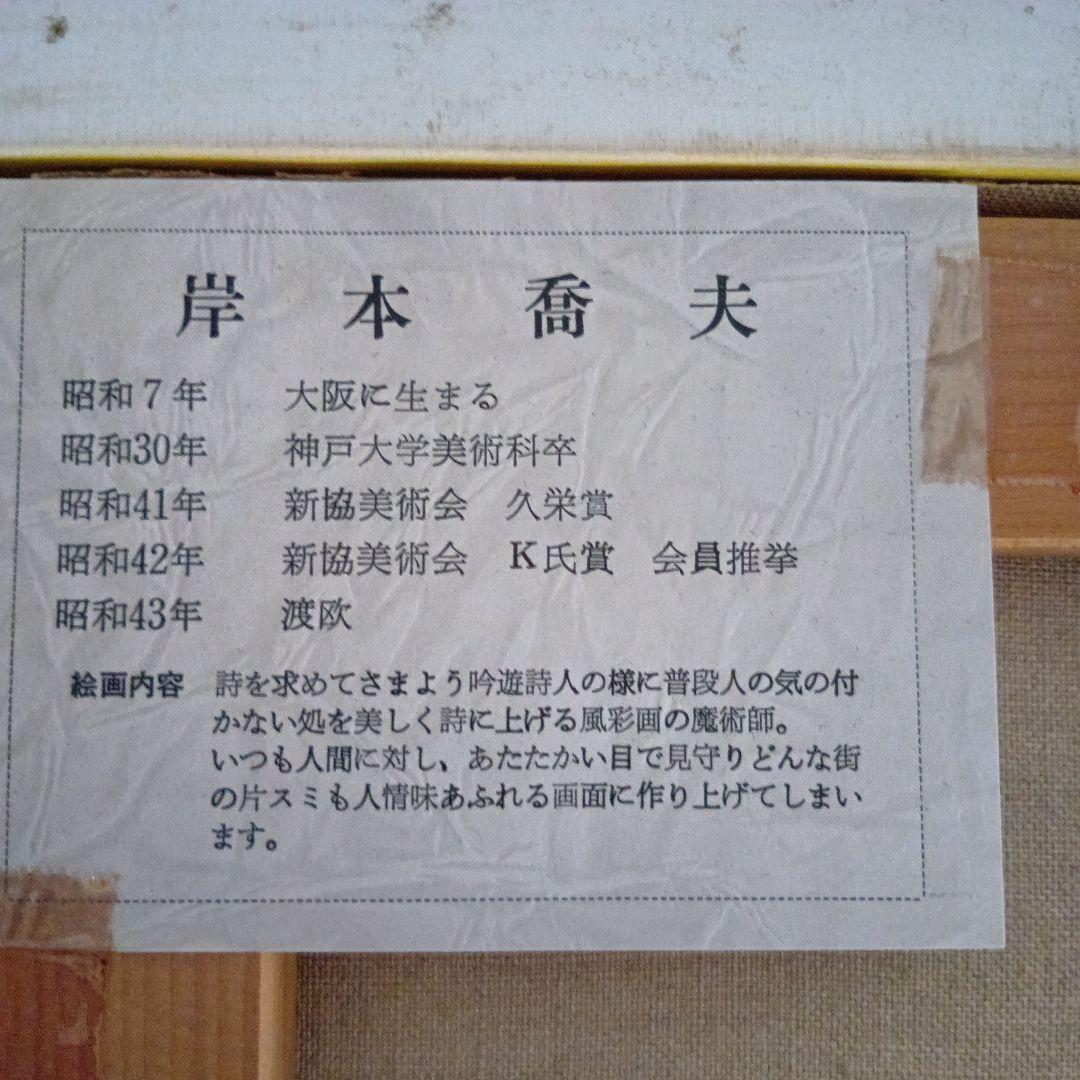 岸本喬夫
昭和7年 大阪に生まる
昭和30年 神戸大学美術科卒
昭和41年 新協美術会 久栄賞
昭和42年 新協美術会 K氏賞 会員推挙
昭和43年 渡欧
絵画内容 詩を求めてさまよう吟遊詩人の様に普段人の気の付
かない処を美しく詩に上げる風彩画の魔術師。
いつも人間に対し、あたたかい目で見守りどんな街
の片スミも人情味あふれる画面に作り上げてしまい
ます。